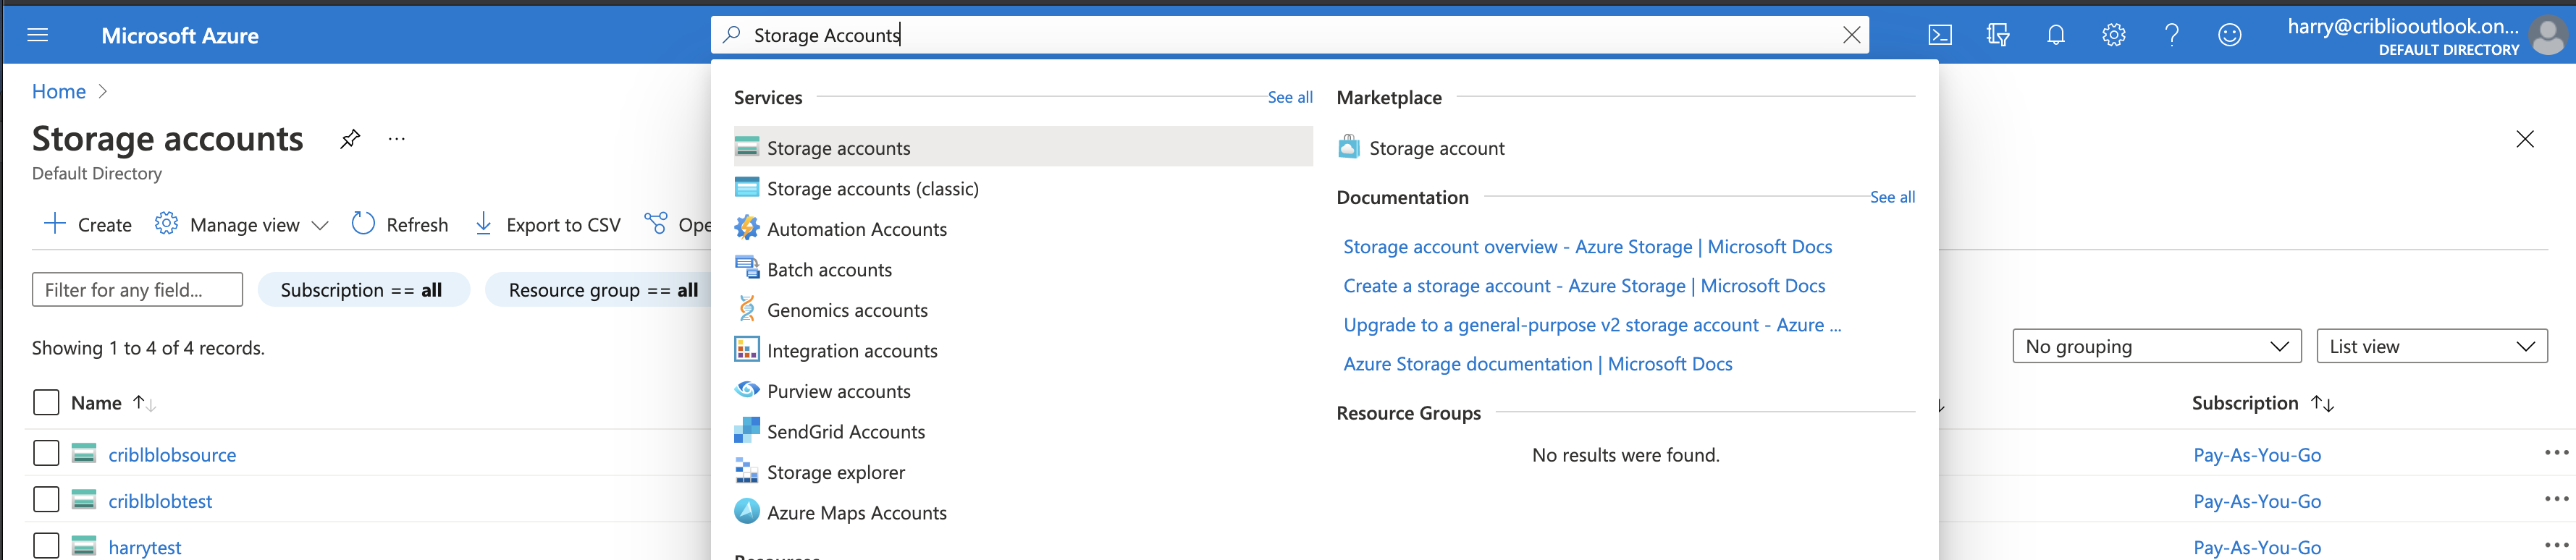 Microsoft Azure
Storage Accounts
harry@cribliooutlook.on...
DEFAULT DIRECTORY
Home
Storage accounts
...
Default Directory
Create
Manage view
Refresh
Export to CSV
Ope
Filter for any field...
Subscription == all
Resource group == all
Showing 1 to 4 of 4 records.
No grouping
List view
Name
Subscription
criblblobsource
Pay-As-You-Go
criblblobtest
Pay-As-You-Go
harrytest
Pay-As-You-Go
Services
See all
Storage accounts
Storage accounts (classic)
Automation Accounts
Batch accounts
Genomics accounts
Integration accounts
Purview accounts
SendGrid Accounts
Storage explorer
Azure Maps Accounts
Resources
Marketplace
Storage account
Documentation
See all
Storage account overview - Azure Storage | Microsoft Docs
Create a storage account - Azure Storage | Microsoft Docs
Upgrade to a general-purpose v2 storage account - Azure ...
Azure Storage documentation | Microsoft Docs
Resource Groups
No results were found.